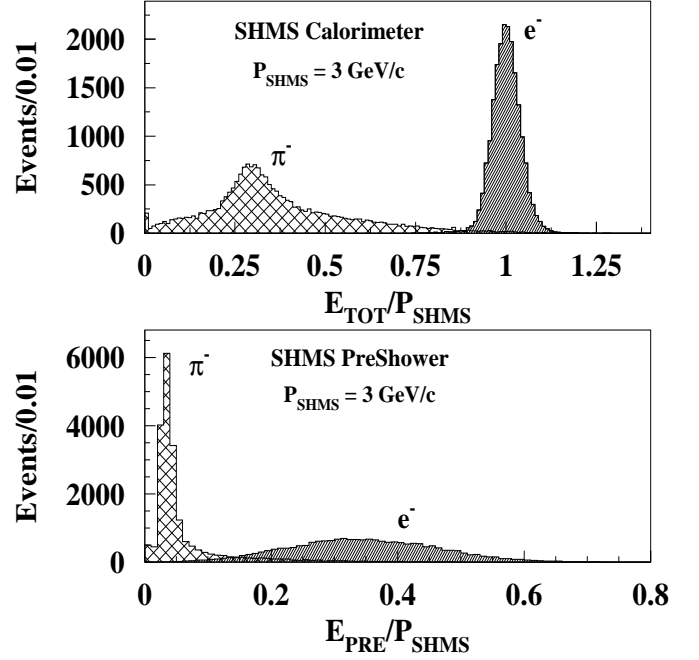 SHMS Calorimeter
P_SHMS = 3 GeV/c
e⁻
π⁻
Events/0.01
2000
1500
1000
500
0
0 0.25 0.5 0.75 1 1.25
E_TOT/P_SHMS
SHMS PreShower
P_SHMS = 3 GeV/c
π⁻
e⁻
Events/0.01
6000
4000
2000
0
0 0.2 0.4 0.6 0.8
E_PRE/P_SHMS